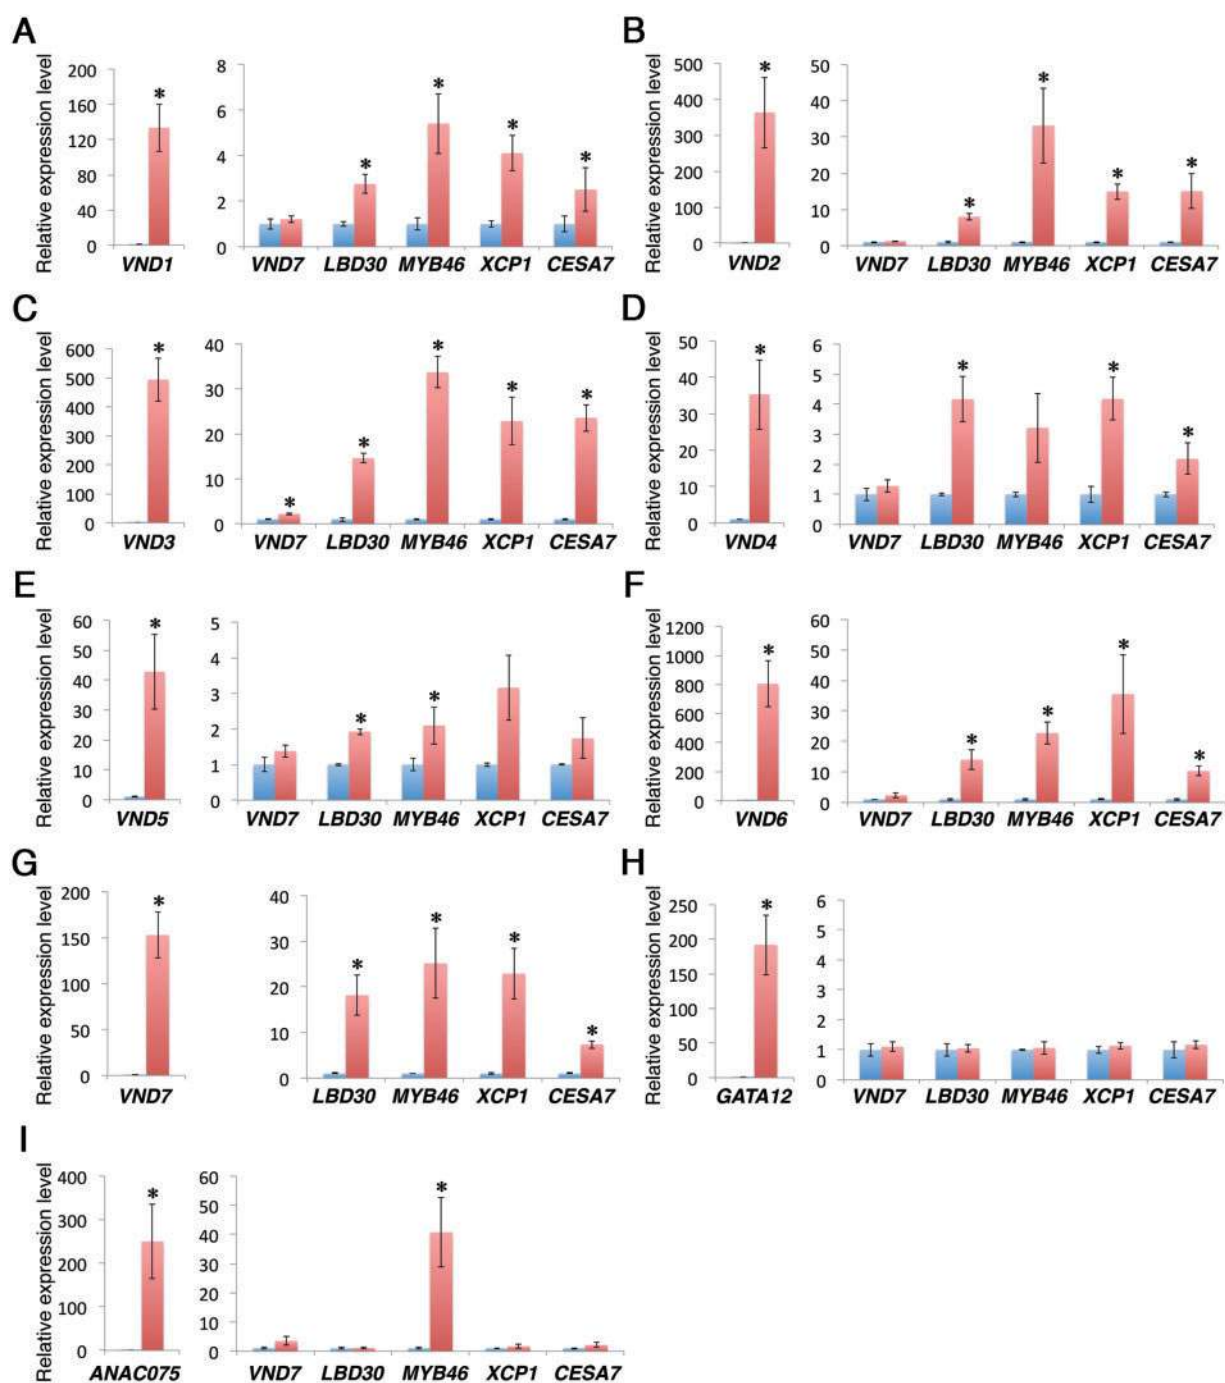 A
Relative expression level
200
160
120
80
40
0
*
VND1
8
6
4
2
0
* * * *
VND7 LBD30 MYB46 XCP1 CESA7
B
Relative expression level
500
400
300
200
100
0
*
VND2
50
40
30
20
10
0
* * * *
VND7 LBD30 MYB46 XCP1 CESA7
C
Relative expression level
600
500
400
300
200
100
0
*
VND3
40
30
20
10
0
* * * * *
VND7 LBD30 MYB46 XCP1 CESA7
D
Relative expression level
50
40
30
20
10
0
*
VND4
6
5
4
3
2
1
0
* * *
VND7 LBD30 MYB46 XCP1 CESA7
E
Relative expression level
60
50
40
30
20
10
0
*
VND5
5
4
3
2
1
0
* *
VND7 LBD30 MYB46 XCP1 CESA7
F
Relative expression level
1200
1000
800
600
400
200
0
*
VND6
60
50
40
30
20
10
0
* * * *
VND7 LBD30 MYB46 XCP1 CESA7
G
Relative expression level
200
150
100
50
0
*
VND7
40
30
20
10
0
* * * *
LBD30 MYB46 XCP1 CESA7
H
Relative expression level
250
200
150
100
50
0
*
GATA12
6
5
4
3
2
1
0
VND7 LBD30 MYB46 XCP1 CESA7
I
Relative expression level
400
300
200
100
0
*
ANAC075
60
50
40
30
20
10
0
*
VND7 LBD30 MYB46 XCP1 CESA7